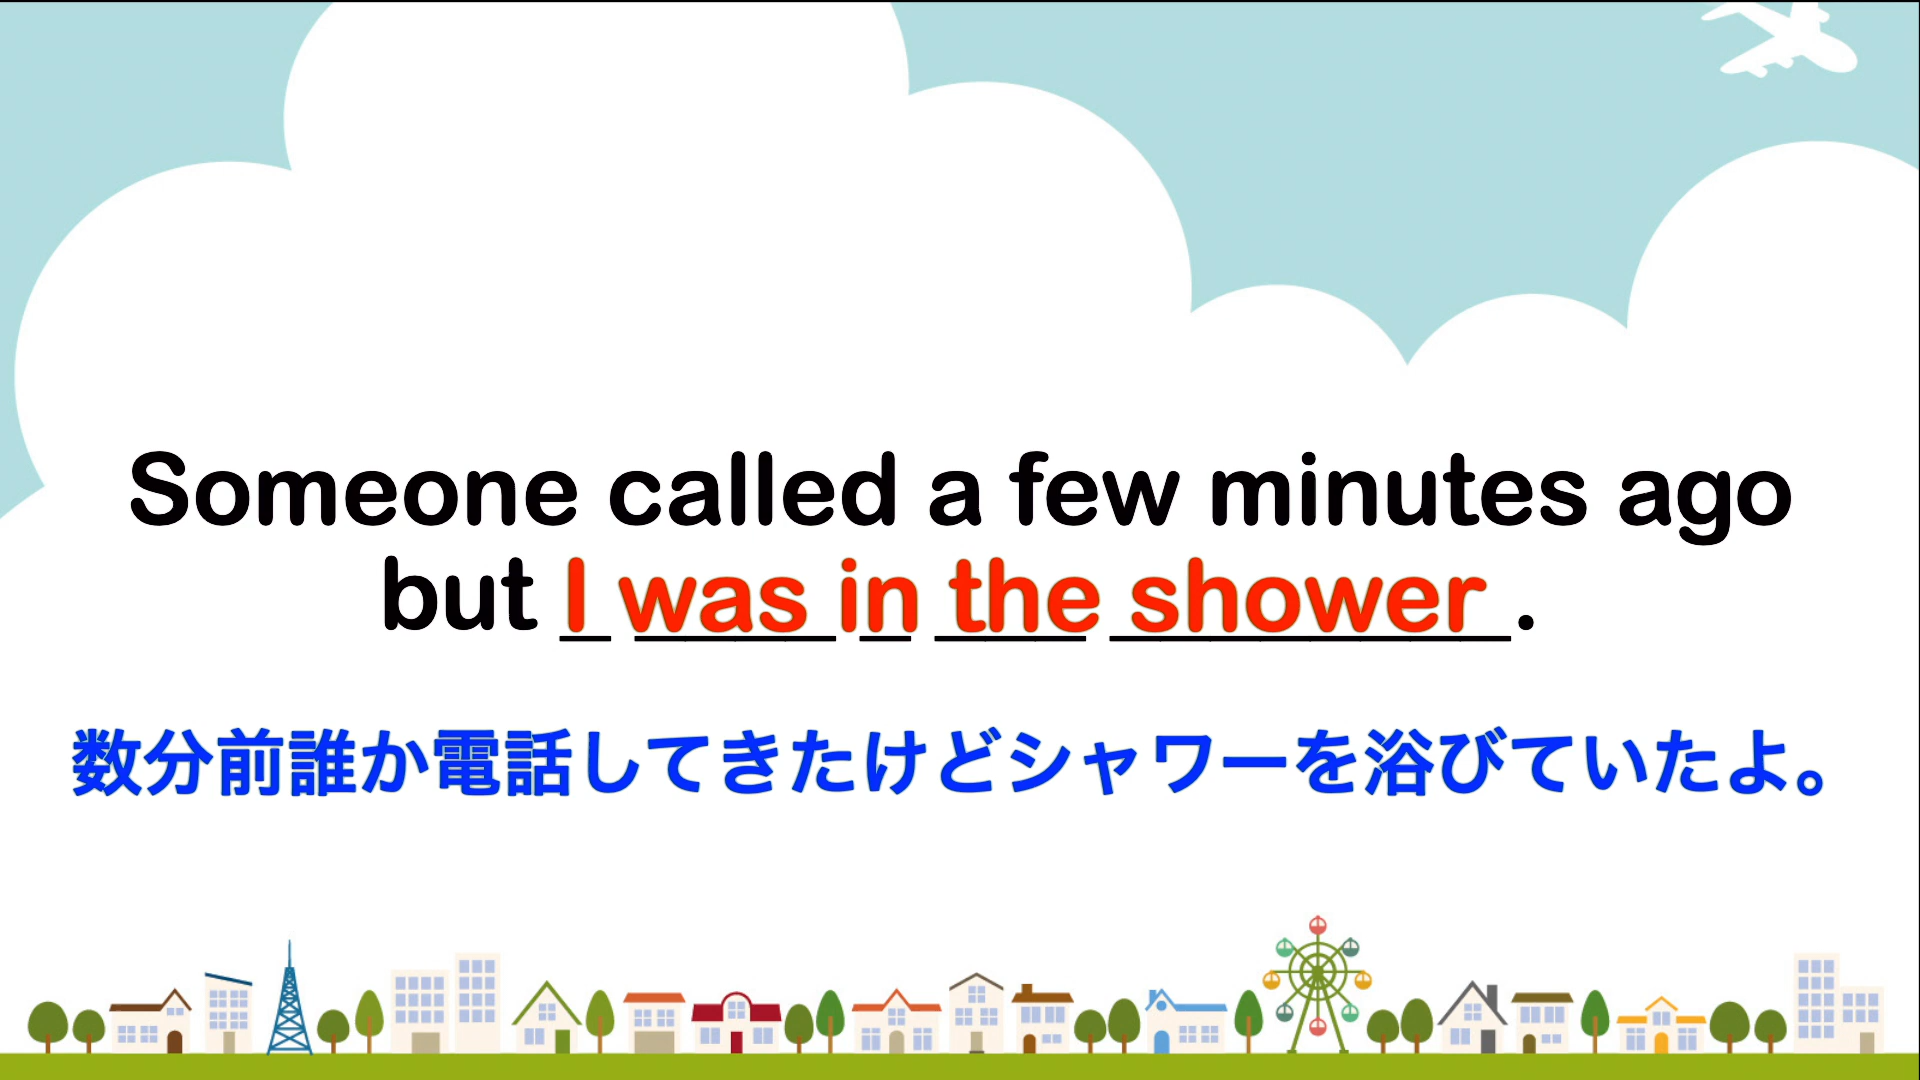 Someone called a few minutes ago
but I was in the shower.
数分前誰か電話してきたけどシャワーを浴びていたよ。